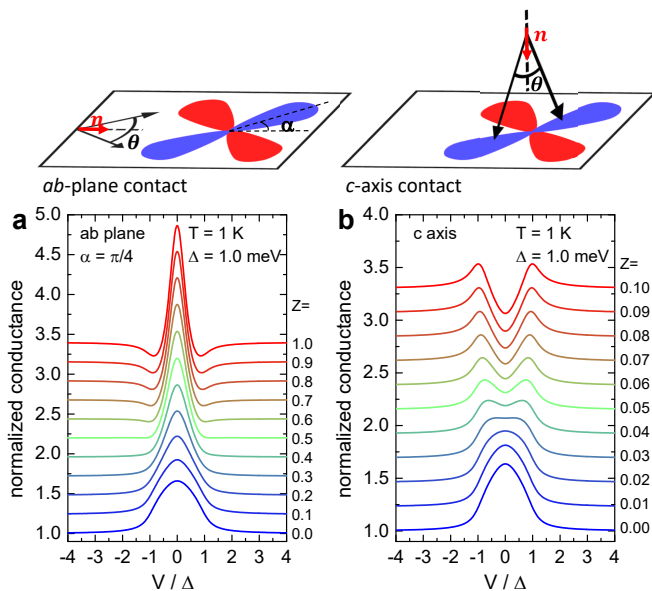 n
θ
α
n
θ
ab-plane contact
c-axis contact
a
ab plane
α = π/4
T = 1 K
Δ = 1.0 meV
Z=
1.0
0.9
0.8
0.7
0.6
0.5
0.4
0.3
0.2
0.1
0.0
5.0
4.5
4.0
3.5
3.0
2.5
2.0
1.5
1.0
normalized conductance
-4 -3 -2 -1 0 1 2 3 4
V / Δ
b
c axis
T = 1 K
Δ = 1.0 meV
Z=
0.10
0.09
0.08
0.07
0.06
0.05
0.04
0.03
0.02
0.01
0.00
4.0
3.5
3.0
2.5
2.0
1.5
1.0
normalized conductance
-4 -3 -2 -1 0 1 2 3 4
V / Δ